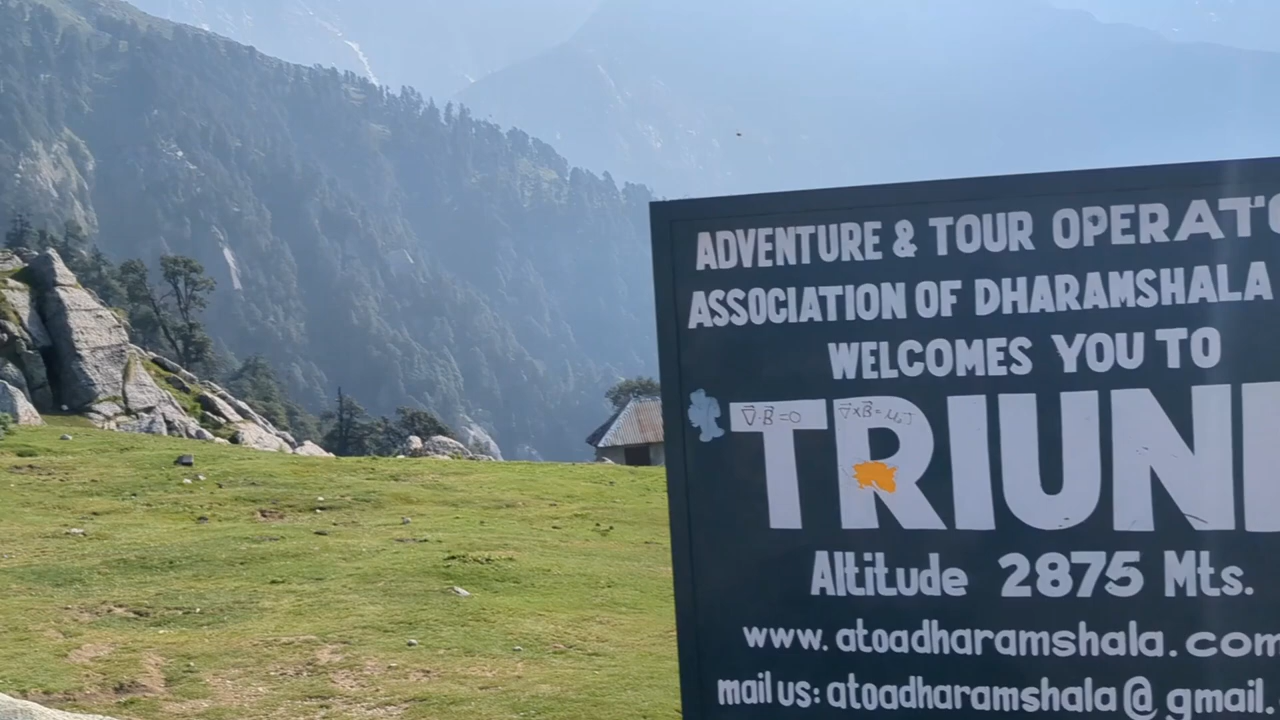 ADVENTURE & TOUR OPERATO
ASSOCIATION OF DHARAMSHALA
WELCOMES YOU TO
∇⃗·B⃗=0 ∇⃗×B⃗=μ₀J⃗
TRIUN
Altitude 2875 Mts.
www.atoadharamshala.com
mail us: atoadharamshala@gmail.